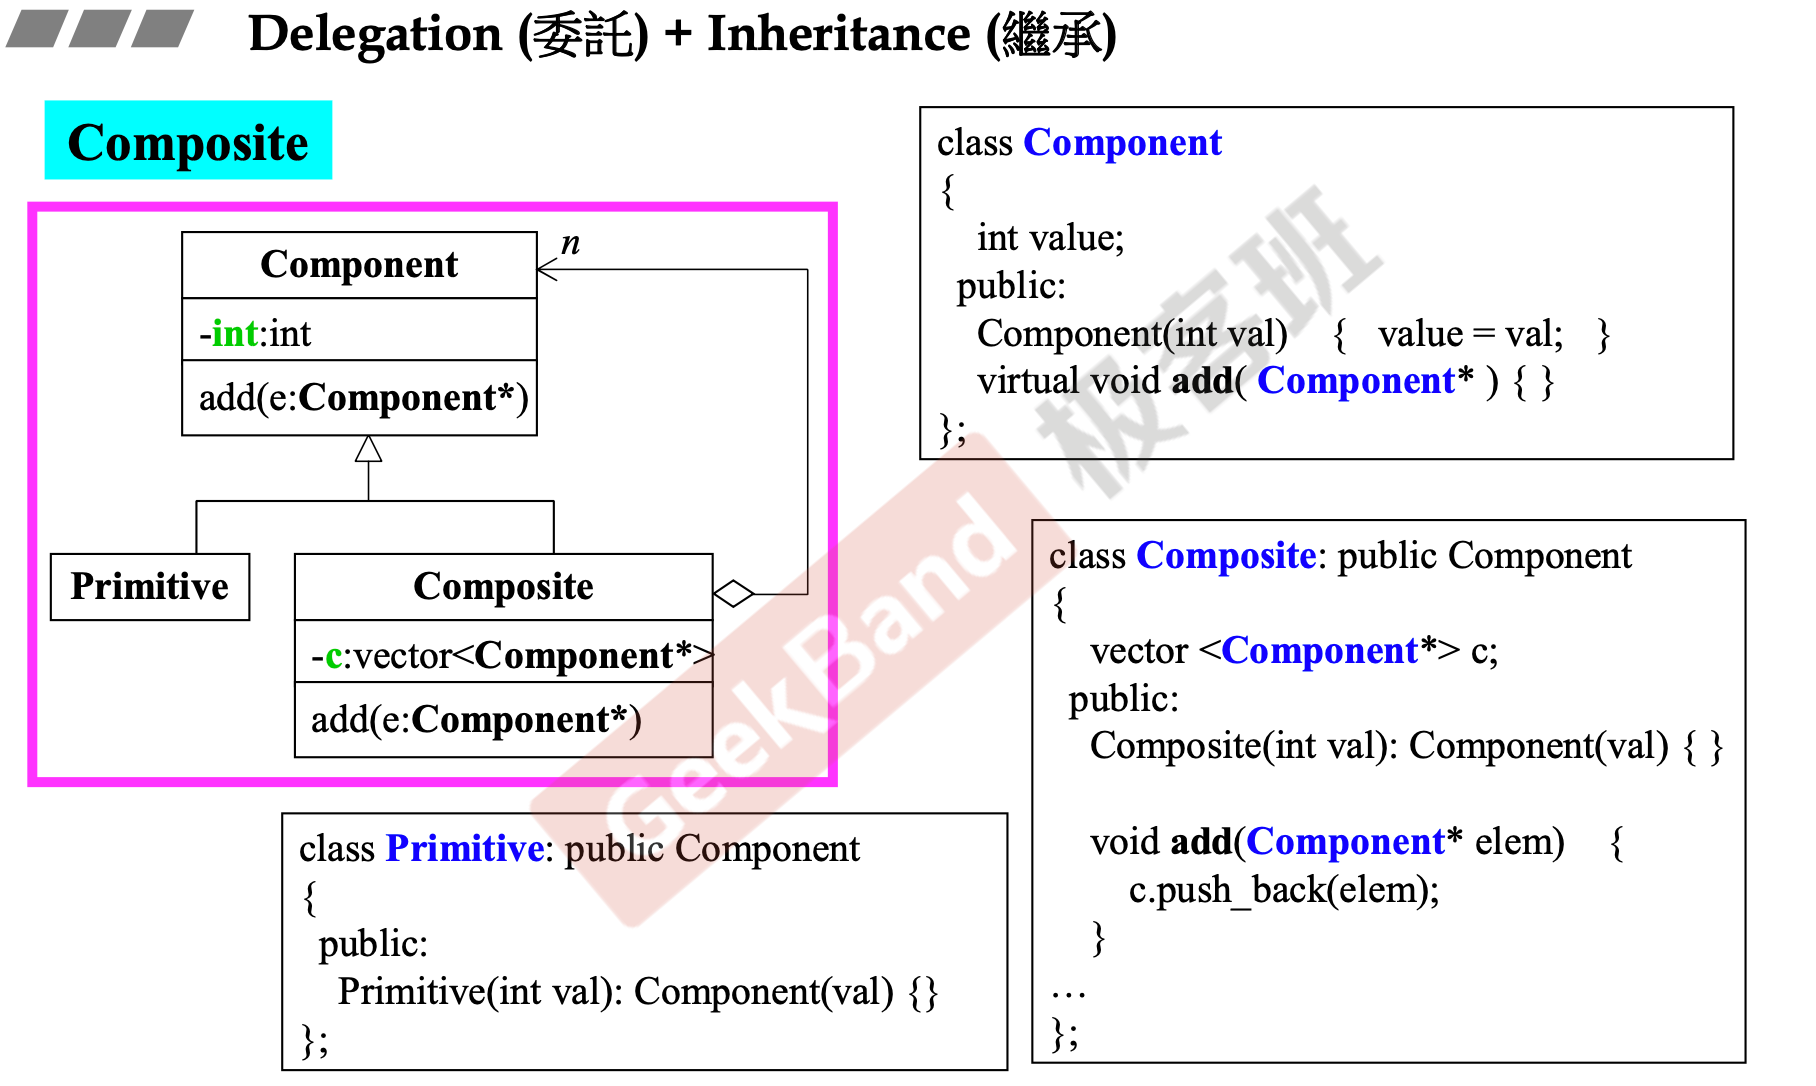 Delegation (委託) + Inheritance (繼承)
Composite
Component
n
-int:int
add(e:Component*)
Primitive
Composite
-c:vector<Component*>
add(e:Component*)
class Component
{
int value;
public:
Component(int val) { value = val; }
virtual void add( Component* ) { }
};
class Primitive: public Component
{
public:
Primitive(int val): Component(val) {}
};
class Composite: public Component
{
vector <Component*> c;
public:
Composite(int val): Component(val) { }
void add(Component* elem) {
c.push_back(elem);
}
…
};
GeekBand 极客班